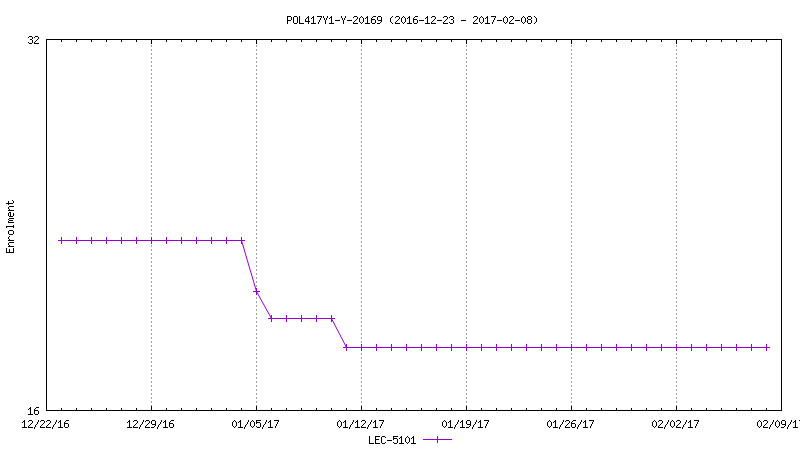 POL417Y1-Y-20169 (2016-12-23 - 2017-02-08)
32
Enrolment
16
12/22/16 12/29/16 01/05/17 01/12/17 01/19/17 01/26/17 02/02/17 02/09/1
LEC-5101